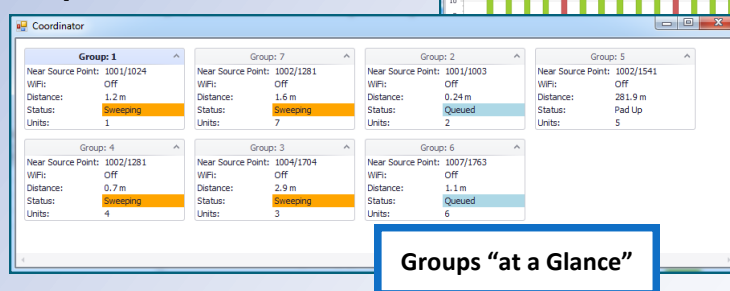 Coordinator
Group: 1
Near Source Point: 1001/1024
WiFi: Off
Distance: 1.2 m
Status: Sweeping
Units: 1
Group: 7
Near Source Point: 1002/1281
WiFi: Off
Distance: 1.6 m
Status: Sweeping
Units: 7
Group: 2
Near Source Point: 1001/1003
WiFi: Off
Distance: 0.24 m
Status: Queued
Units: 2
Group: 5
Near Source Point: 1002/1541
WiFi: Off
Distance: 281.9 m
Status: Pad Up
Units: 5
Group: 4
Near Source Point: 1002/1281
WiFi: Off
Distance: 0.7 m
Status: Sweeping
Units: 4
Group: 3
Near Source Point: 1004/1704
WiFi: Off
Distance: 2.9 m
Status: Sweeping
Units: 3
Group: 6
Near Source Point: 1007/1763
WiFi: Off
Distance: 1.1 m
Status: Queued
Units: 6
Groups “at a Glance”